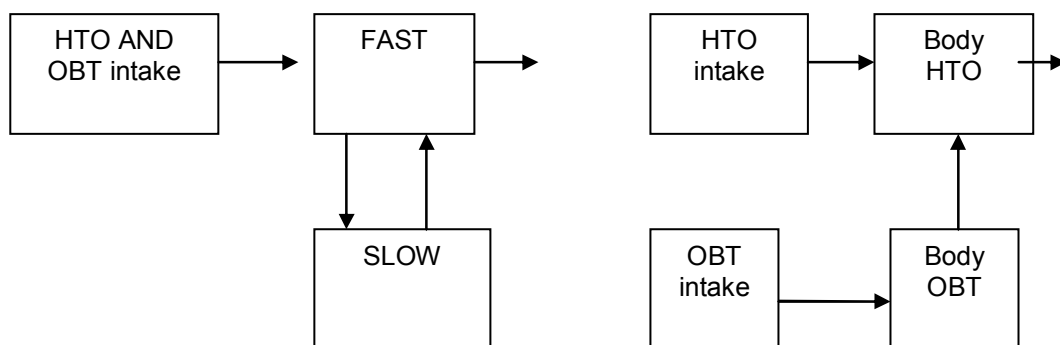 HTO AND
OBT intake
FAST
SLOW
HTO
intake
Body
HTO
OBT
intake
Body
OBT